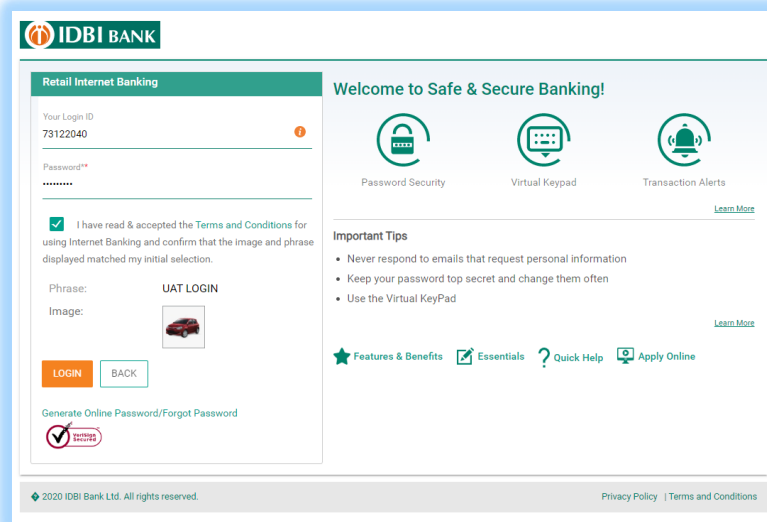 IDBI BANK
Retail Internet Banking
Your Login ID
73122040
Password**
•••••••••
I have read & accepted the Terms and Conditions for
using Internet Banking and confirm that the image and phrase
displayed matched my initial selection.
Phrase: UAT LOGIN
Image:
LOGIN BACK
Generate Online Password/Forgot Password
VeriSign
Secured
Welcome to Safe & Secure Banking!
Password Security Virtual Keypad Transaction Alerts
Learn More
Important Tips
• Never respond to emails that request personal information
• Keep your password top secret and change them often
• Use the Virtual KeyPad
Learn More
Features & Benefits Essentials Quick Help Apply Online
2020 IDBI Bank Ltd. All rights reserved. Privacy Policy | Terms and Conditions